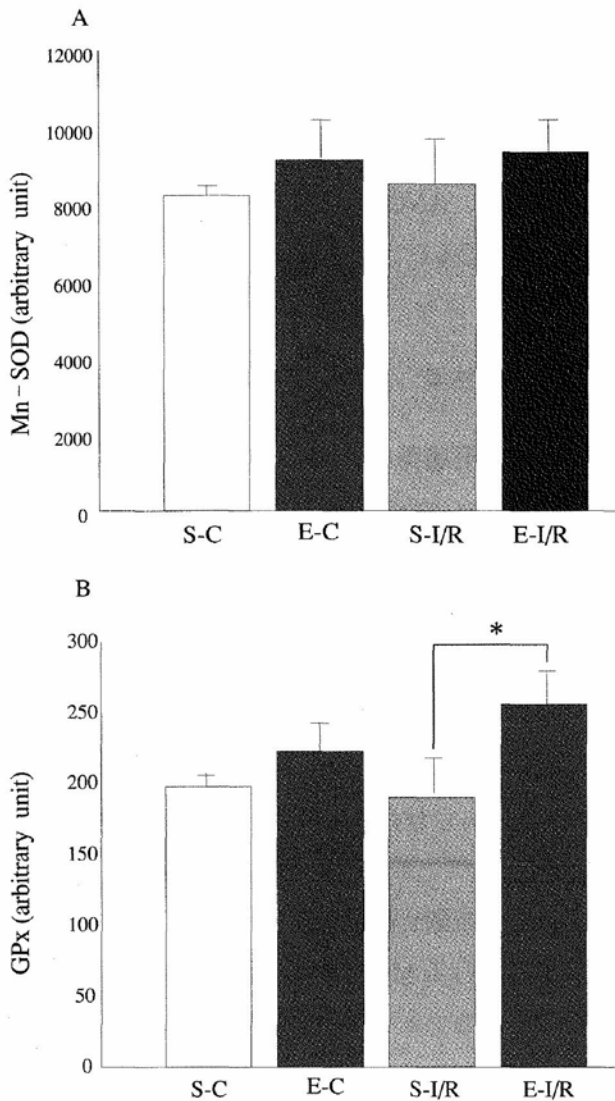 A
12000
10000
8000
6000
4000
2000
0
Mn - SOD (arbitrary unit)
S-C E-C S-I/R E-I/R
B
300
250
200
150
100
50
0
GPx (arbitrary unit)
*
S-C E-C S-I/R E-I/R